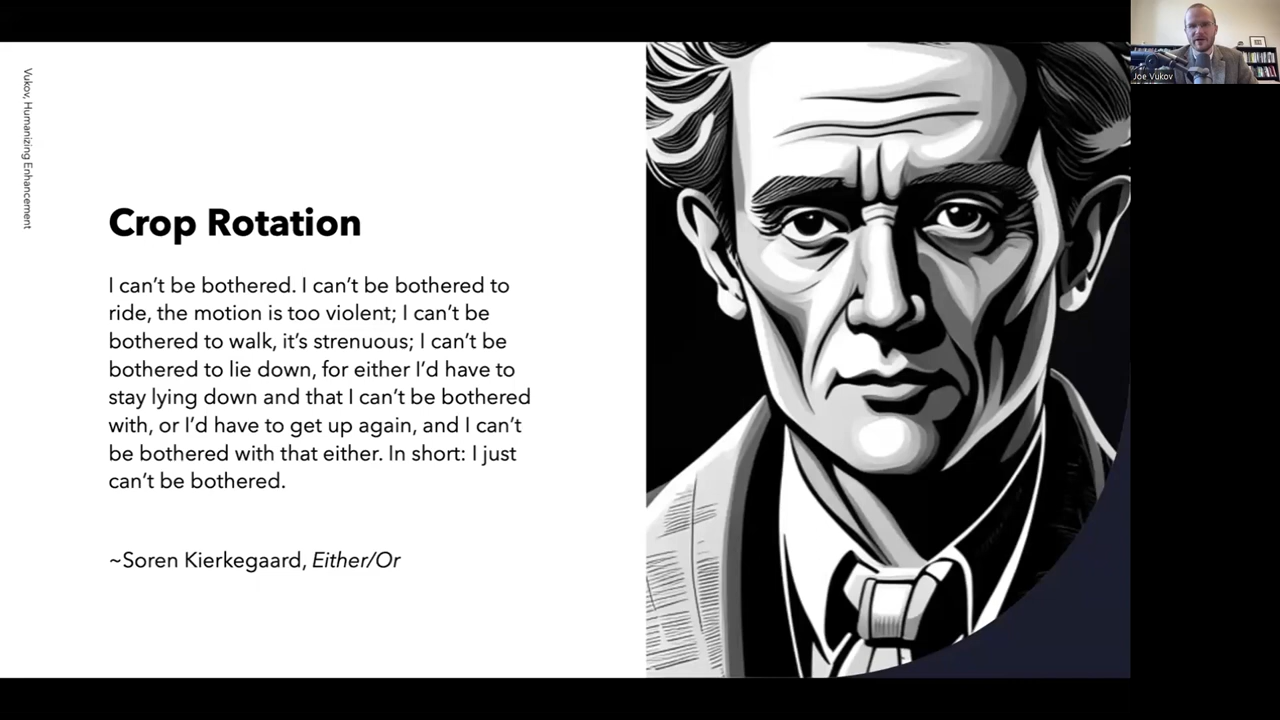 Vukov, Humanizing Enhancement
Crop Rotation
I can’t be bothered. I can’t be bothered to
ride, the motion is too violent; I can’t be
bothered to walk, it’s strenuous; I can’t be
bothered to lie down, for either I’d have to
stay lying down and that I can’t be bothered
with, or I’d have to get up again, and I can’t
be bothered with that either. In short: I just
can’t be bothered.
~Soren Kierkegaard, Either/Or
Joe Vukov